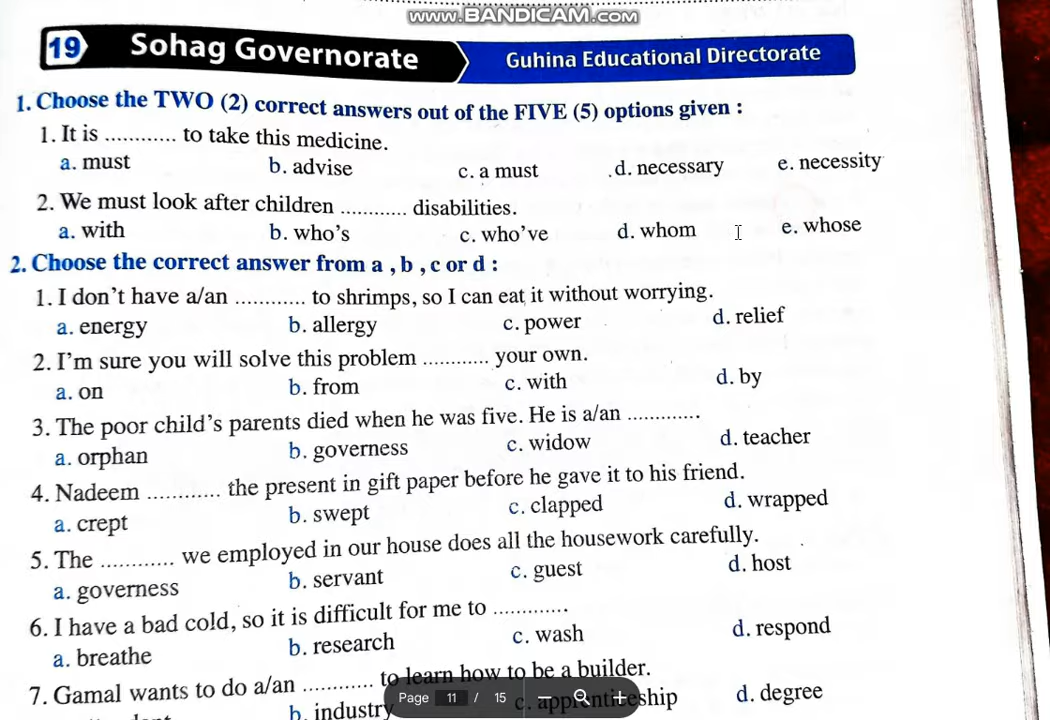 www.BANDICAM.com
19 Sohag Governorate Guhina Educational Directorate
1. Choose the TWO (2) correct answers out of the FIVE (5) options given :
1. It is ............ to take this medicine.
a. must b. advise c. a must d. necessary e. necessity
2. We must look after children ............ disabilities.
a. with b. who's c. who've d. whom e. whose
2. Choose the correct answer from a , b , c or d :
1. I don't have a/an ............ to shrimps, so I can eat it without worrying.
a. energy b. allergy c. power d. relief
2. I'm sure you will solve this problem ............ your own.
a. on b. from c. with d. by
3. The poor child's parents died when he was five. He is a/an ............
a. orphan b. governess c. widow d. teacher
4. Nadeem ............ the present in gift paper before he gave it to his friend.
a. crept b. swept c. clapped d. wrapped
5. The ............ we employed in our house does all the housework carefully.
a. governess b. servant c. guest d. host
6. I have a bad cold, so it is difficult for me to ............
a. breathe b. research c. wash d. respond
7. Gamal wants to do a/an ............ to learn how to be a builder.
b. industry c. apprenticeship d. degree
Page 11 / 15